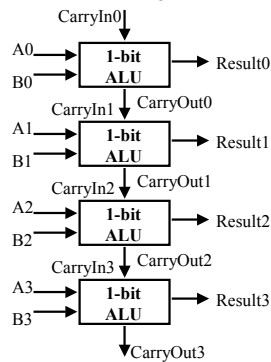 CarryIn0
A0
B0
1-bit
ALU
Result0
CarryIn1
CarryOut0
A1
B1
1-bit
ALU
Result1
CarryIn2
CarryOut1
A2
B2
1-bit
ALU
Result2
CarryIn3
CarryOut2
A3
B3
1-bit
ALU
Result3
CarryOut3